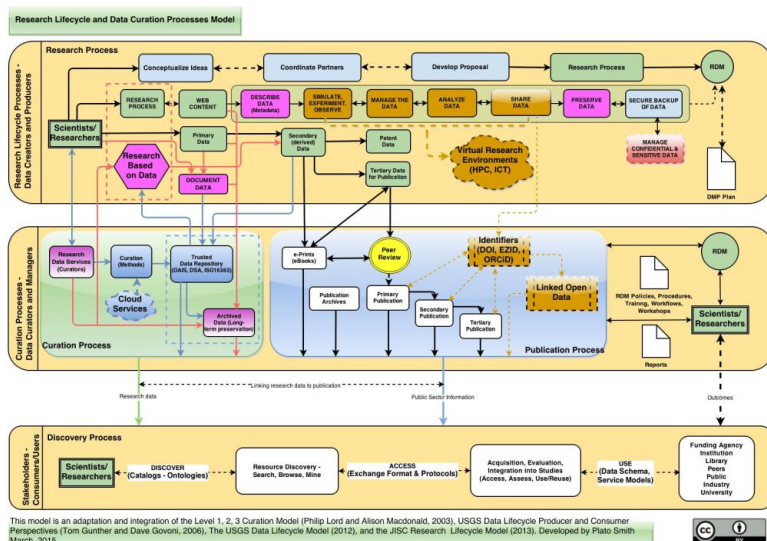 Research Lifecycle and Data Curation Processes Model
Research Lifecycle Processes -
Data Creators and Producers
Research Process
Conceptualize Ideas
Coordinate Partners
Develop Proposal
Research Process
RDM
RESEARCH
PROCESS
WEB
CONTENT
DESCRIBE
DATA
(Metadata)
SIMULATE,
EXPERIMENT,
OBSERVE
MANAGE THE
DATA
ANALYZE
DATA
SHARE
DATA
PRESERVE
DATA
SECURE BACKUP
OF DATA
Scientists/
Researchers
Primary
Data
Secondary
(derived)
Data
Patent
Data
Research
Based
on Data
DOCUMENT
DATA
Tertiary Data
for Publication
Virtual Research
Environments
(HPC, ICT)
MANAGE
CONFIDENTIAL &
SENSITIVE DATA
DMP Plan
Curation Processes -
Data Curators and Managers
Research
Data Services
(Curators)
Curation
(Methods)
Trusted
Data Repository
(OAIS, DSA, ISO16363)
Cloud
Services
Archived
Data (Long-
term preservation)
Curation Process
e-Prints
(eBooks)
Peer
Review
Identifiers
(DOI, EZID,
ORCiD)
Linked Open
Data
Publication
Archives
Primary
Publication
Secondary
Publication
Tertiary
Publication
Publication Process
RDM
RDM Policies, Procedures,
Trainng, Workflows,
Workshops
Scientists/
Researchers
Reports
Linking research data to publication
Research data
Public Sector Information
Outcomes
Stakeholders -
Consumers/Users
Discovery Process
Scientists/
Researchers
DISCOVER
(Catalogs - Ontologies)
Resource Discovery -
Search, Browse, Mine
ACCESS
(Exchange Format & Protocols)
Acquisition, Evaluation,
Integration into Studies
(Access, Assess, Use/Reuse)
USE
(Data Schema,
Service Models)
Funding Agency
Institution
Library
Peers
Public
Industry
University
This model is an adaptation and integration of the Level 1, 2, 3 Curation Model (Philip Lord and Alison Macdonald, 2003), USGS Data Lifecycle Producer and Consumer
Perspectives (Tom Gunther and Dave Govoni, 2006), The USGS Data Lifecycle Model (2012), and the JISC Research Lifecycle Model (2013). Developed by Plato Smith
March, 2015
cc
BY